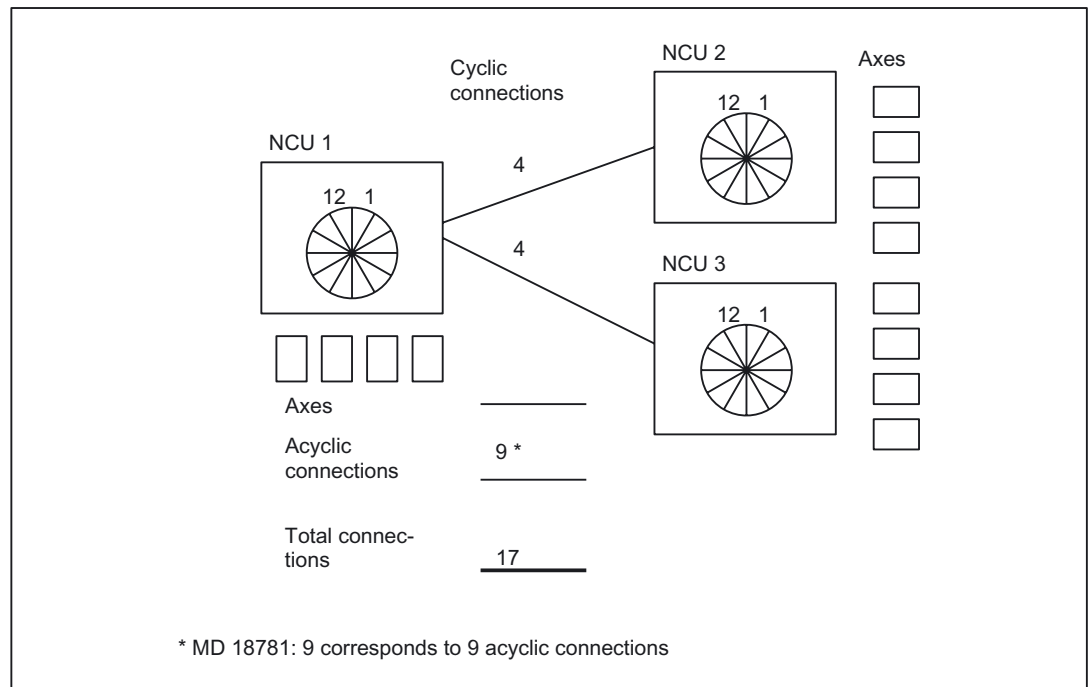 NCU 2
Axes
Cyclic
connections
12 1
NCU 1
4
12 1
4
NCU 3
12 1
Axes
Acyclic
connections
9 *
Total connec-
tions
17
* MD 18781: 9 corresponds to 9 acyclic connections